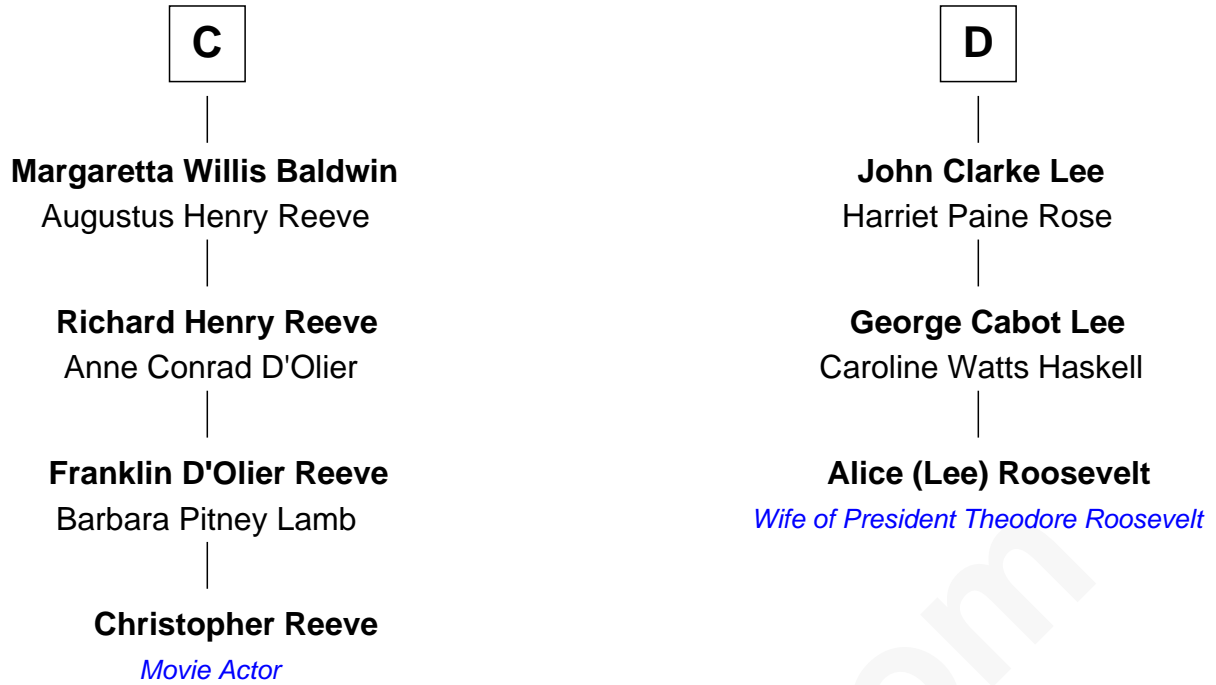 C
Margaretta Willis Baldwin
Augustus Henry Reeve
Richard Henry Reeve
Anne Conrad D'Olier
Franklin D'Olier Reeve
Barbara Pitney Lamb
Christopher Reeve
Movie Actor
D
John Clarke Lee
Harriet Paine Rose
George Cabot Lee
Caroline Watts Haskell
Alice (Lee) Roosevelt
Wife of President Theodore Roosevelt
om